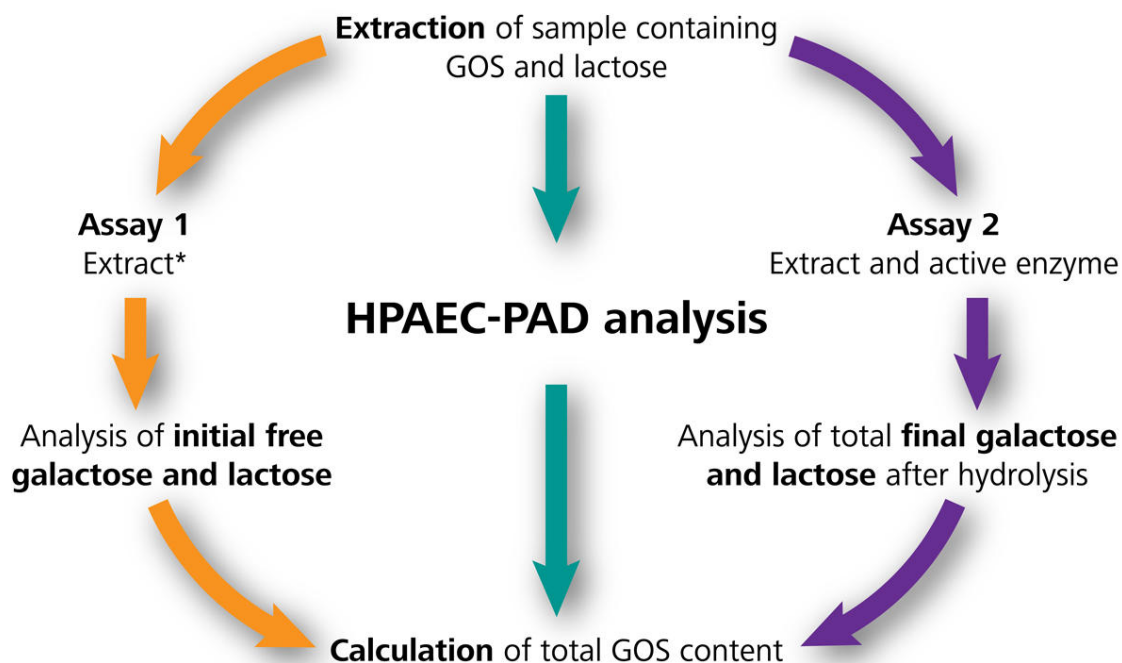 Extraction of sample containing
GOS and lactose
Assay 1
Extract*
Assay 2
Extract and active enzyme
HPAEC-PAD analysis
Analysis of initial free
galactose and lactose
Analysis of total final galactose
and lactose after hydrolysis
Calculation of total GOS content